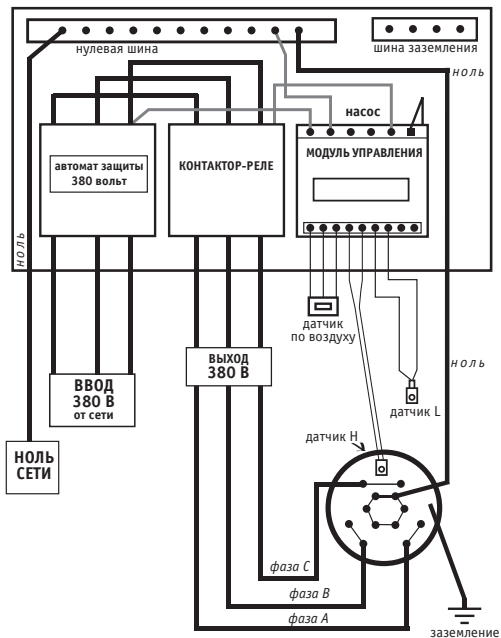 нулевая шина
шина заземления
ноль
насос
автомат защиты
380 вольт
КОНТАКТОР-РЕЛЕ
МОДУЛЬ УПРАВЛЕНИЯ
ноль
датчик
по воздуху
ВЫХОД
380 В
ноль
ВВОД
380 В
от сети
датчик L
датчик H
НОЛЬ
СЕТИ
фаза C
фаза B
фаза A
заземление